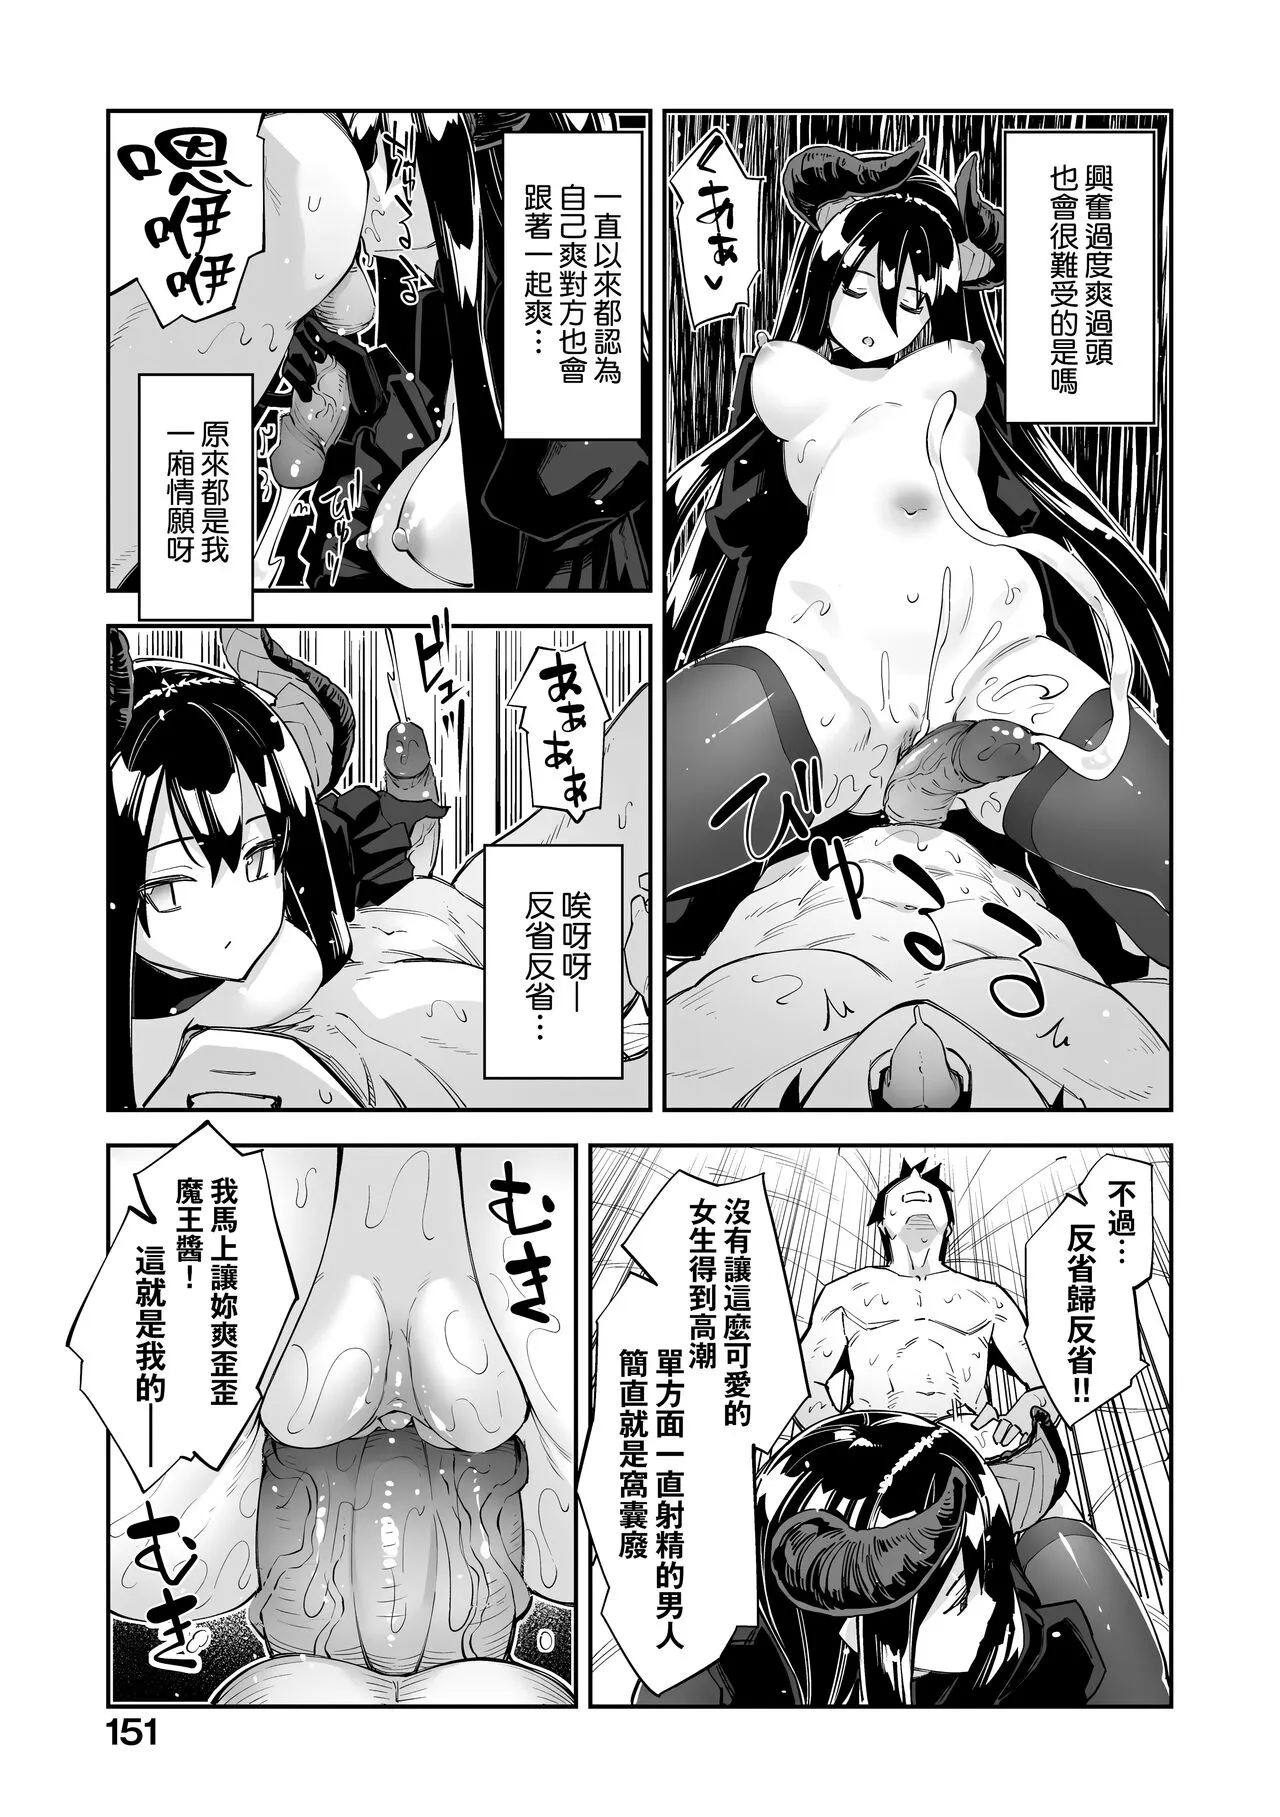 興奮過度爽過頭
也會很難受的是嗎
くあぁ♥
びゅるるる
一直以來都認為
自己爽對方也會
跟著一起爽…
嗯咿咿
原來都是我
一廂情願呀
ビュッ
あぁぁぁ
唉呀呀—
反省反省…
不過…
反省歸反省!!
沒有讓這麼可愛的
女生得到高潮
單方面一直射精的男人
簡直就是窩囊廢
むき
我馬上讓妳爽歪歪
魔王醬！
這就是我的——
むき
151